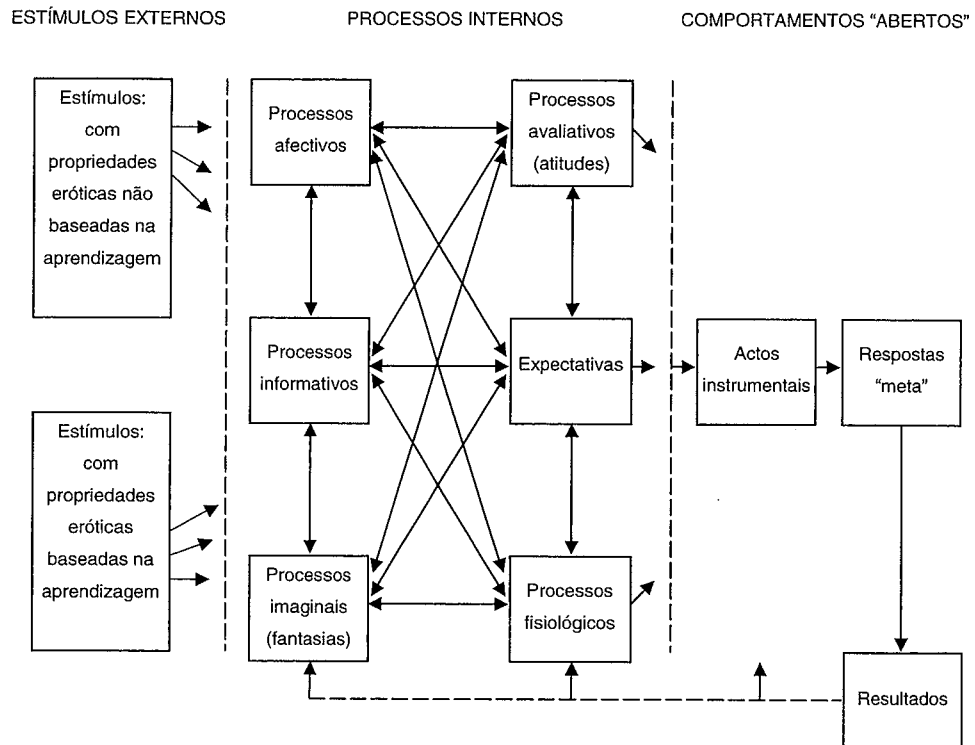 ESTÍMULOS EXTERNOS
PROCESSOS INTERNOS
COMPORTAMENTOS “ABERTOS”
Estímulos:
com
propriedades
eróticas não
baseadas na
aprendizagem
Processos
afectivos
Processos
avaliativos
(atitudes)
Processos
informativos
Expectativas
Actos
instrumentais
Respostas
“meta”
Estímulos:
com
propriedades
eróticas
baseadas na
aprendizagem
Processos
imaginais
(fantasias)
Processos
fisiológicos
Resultados